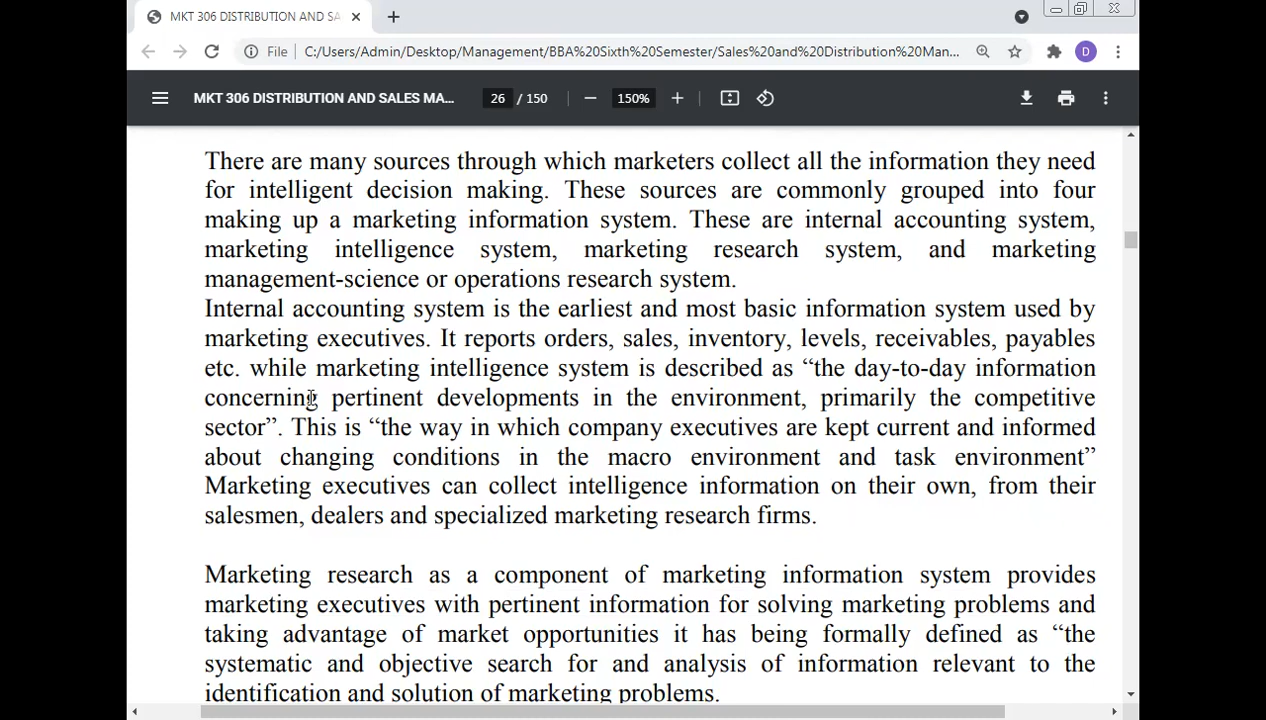 MKT 306 DISTRIBUTION AND SA
File C:/Users/Admin/Desktop/Management/BBA%20Sixth%20Semester/Sales%20and%20Distribution%20Man... D
MKT 306 DISTRIBUTION AND SALES MA... 26 / 150 150%
There are many sources through which marketers collect all the information they need
for intelligent decision making. These sources are commonly grouped into four
making up a marketing information system. These are internal accounting system,
marketing intelligence system, marketing research system, and marketing
management-science or operations research system.
Internal accounting system is the earliest and most basic information system used by
marketing executives. It reports orders, sales, inventory, levels, receivables, payables
etc. while marketing intelligence system is described as “the day-to-day information
concerning pertinent developments in the environment, primarily the competitive
sector”. This is “the way in which company executives are kept current and informed
about changing conditions in the macro environment and task environment”
Marketing executives can collect intelligence information on their own, from their
salesmen, dealers and specialized marketing research firms.
Marketing research as a component of marketing information system provides
marketing executives with pertinent information for solving marketing problems and
taking advantage of market opportunities it has being formally defined as “the
systematic and objective search for and analysis of information relevant to the
identification and solution of marketing problems.